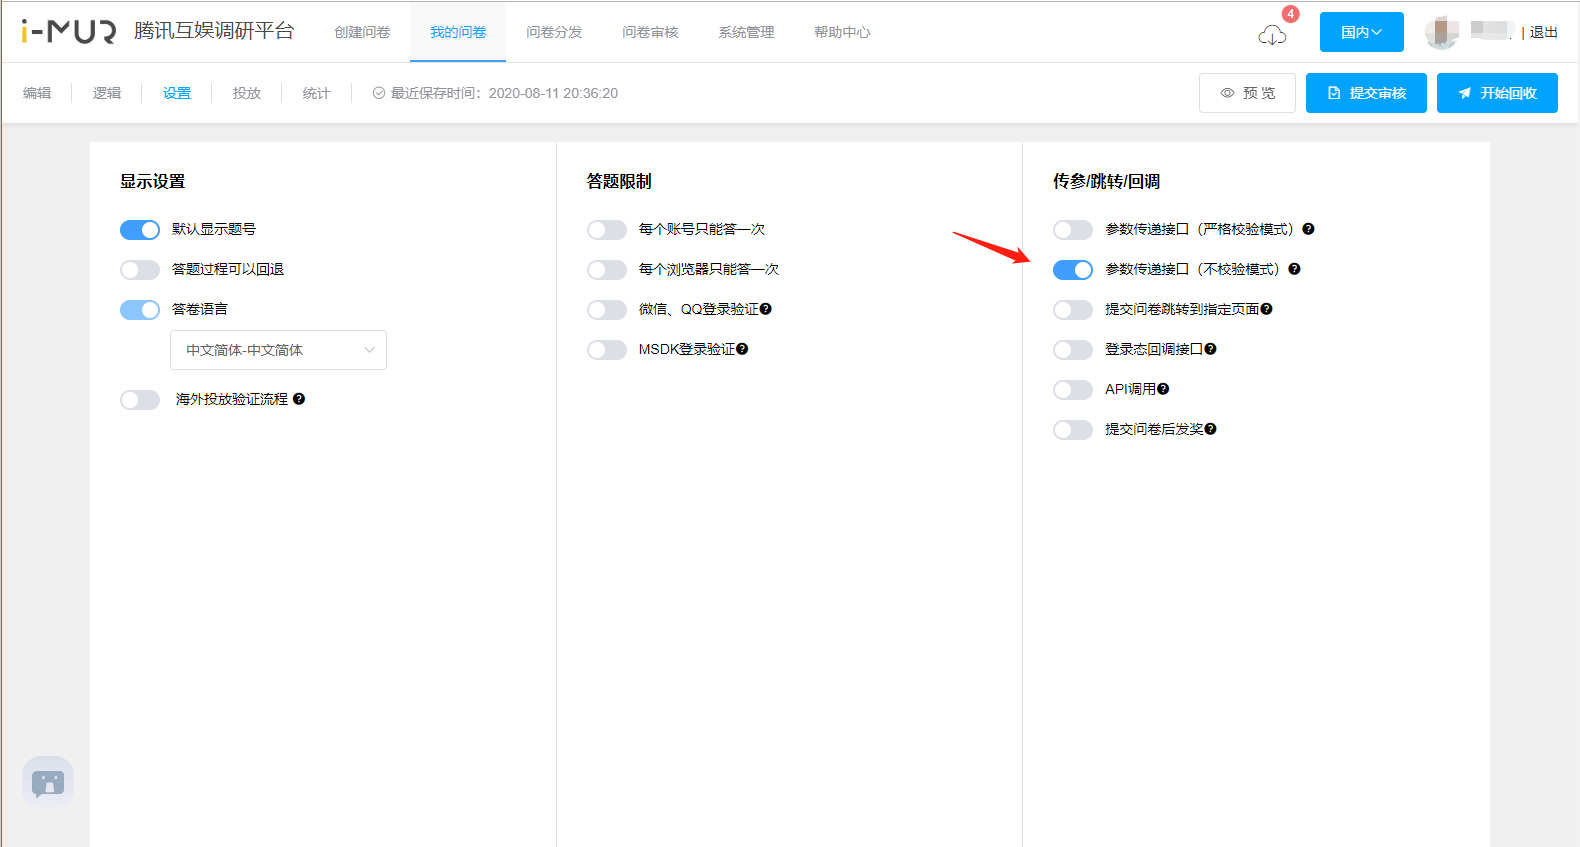 i-MUR 腾讯互娱调研平台 创建问卷 我的问卷 问卷分发 问卷审核 系统管理 帮助中心 4 国内 | 退出
编辑 逻辑 设置 投放 统计 最近保存时间：2020-08-11 20:36:20 预 览 提交审核 开始回收
显示设置
默认显示题号
答题过程可以回退
答卷语言
中文简体-中文简体
海外投放验证流程
答题限制
每个账号只能答一次
每个浏览器只能答一次
微信、QQ登录验证
MSDK登录验证
传参/跳转/回调
参数传递接口（严格校验模式）
参数传递接口（不校验模式）
提交问卷跳转到指定页面
登录态回调接口
API调用
提交问卷后发奖